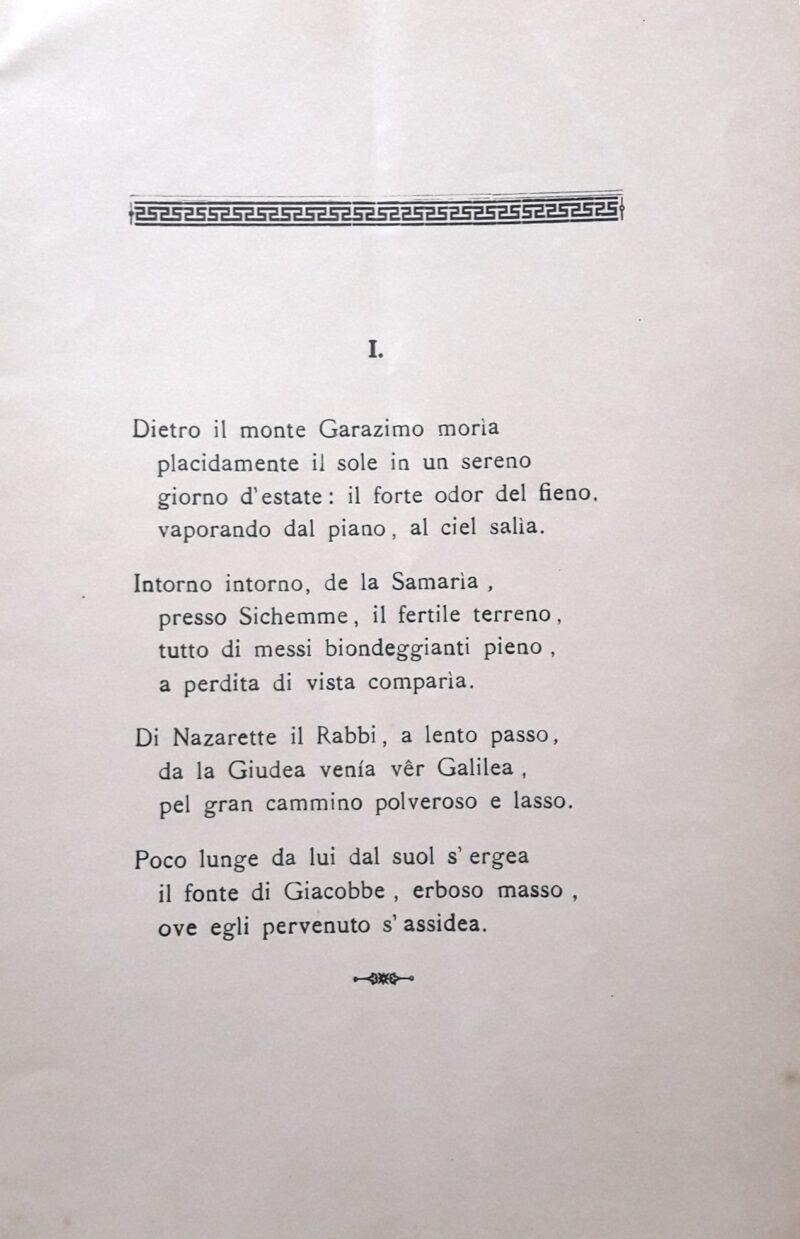 I.
Dietro il monte Garazimo morìa
placidamente il sole in un sereno
giorno d'estate : il forte odor del fieno.
vaporando dal piano , al ciel salìa.
Intorno intorno, de la Samarìa ,
presso Sichemme , il fertile terreno ,
tutto di messi biondeggianti pieno ,
a perdita di vista comparìa.
Di Nazarette il Rabbi , a lento passo ,
da la Giudea venía vêr Galilea ,
pel gran cammino polveroso e lasso.
Poco lunge da lui dal suol s' ergea
il fonte di Giacobbe , erboso masso ,
ove egli pervenuto s' assidea.